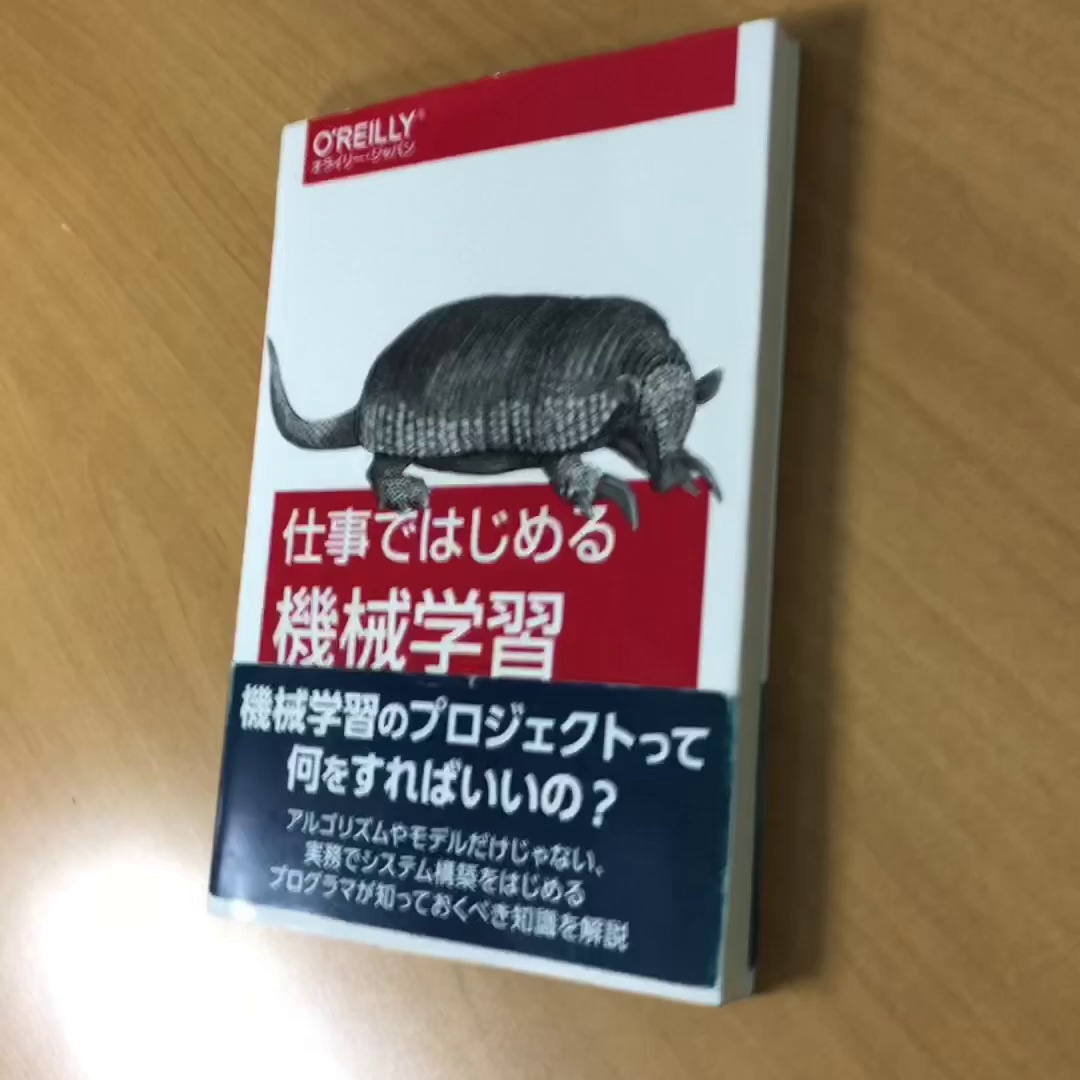 O'REILLY®
オライリー・ジャパン
仕事ではじめる
機械学習
機械学習のプロジェクトって
何をすればいいの？
アルゴリズムやモデルだけじゃない、
実務でシステム構築をはじめる
プログラマが知っておくべき知識を解説